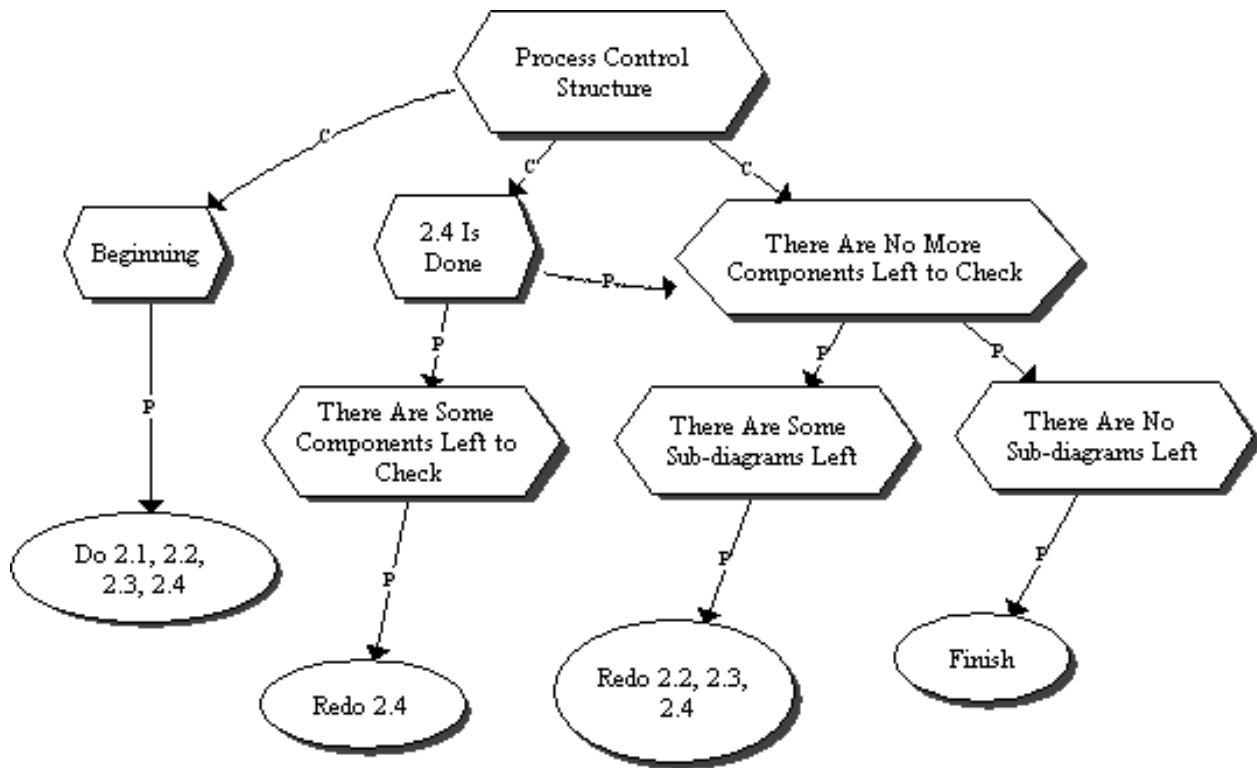 Process Control
Structure
C
C
C
Beginning
2.4 Is
Done
There Are No More
Components Left to Check
P
P
P
P
P
There Are Some
Components Left to
Check
There Are Some
Sub-diagrams Left
There Are No
Sub-diagrams Left
P
P
P
Do 2.1, 2.2,
2.3, 2.4
Redo 2.4
Redo 2.2, 2.3,
2.4
Finish